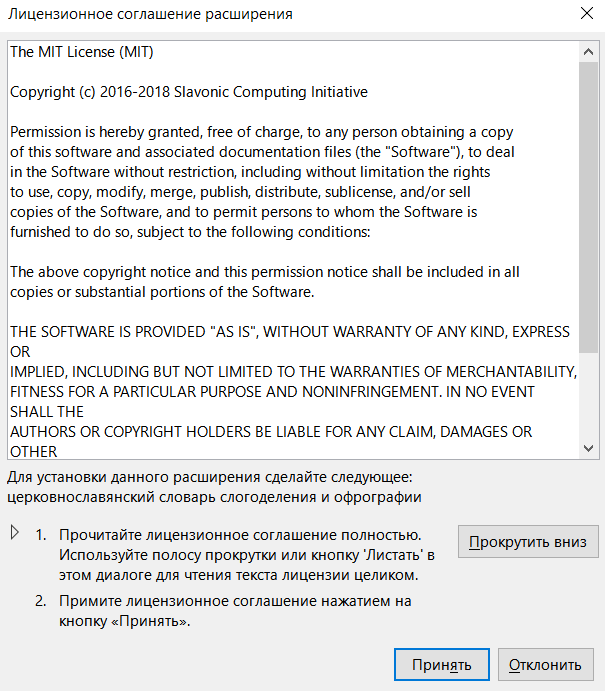 Лицензионное соглашение расширения
The MIT License (MIT)
Copyright (c) 2016-2018 Slavonic Computing Initiative
Permission is hereby granted, free of charge, to any person obtaining a copy
of this software and associated documentation files (the "Software"), to deal
in the Software without restriction, including without limitation the rights
to use, copy, modify, merge, publish, distribute, sublicense, and/or sell
copies of the Software, and to permit persons to whom the Software is
furnished to do so, subject to the following conditions:
The above copyright notice and this permission notice shall be included in all
copies or substantial portions of the Software.
THE SOFTWARE IS PROVIDED "AS IS", WITHOUT WARRANTY OF ANY KIND, EXPRESS
OR
IMPLIED, INCLUDING BUT NOT LIMITED TO THE WARRANTIES OF MERCHANTABILITY,
FITNESS FOR A PARTICULAR PURPOSE AND NONINFRINGEMENT. IN NO EVENT
SHALL THE
AUTHORS OR COPYRIGHT HOLDERS BE LIABLE FOR ANY CLAIM, DAMAGES OR
OTHER
Для установки данного расширения сделайте следующее:
церковнославянский словарь слогоделения и офрографии
1. Прочитайте лицензионное соглашение полностью.
Используйте полосу прокрутки или кнопку 'Листать' в
этом диалоге для чтения текста лицензии целиком.
Прокрутить вниз
2. Примите лицензионное соглашение нажатием на
кнопку «Принять».
Принять
Отклонить